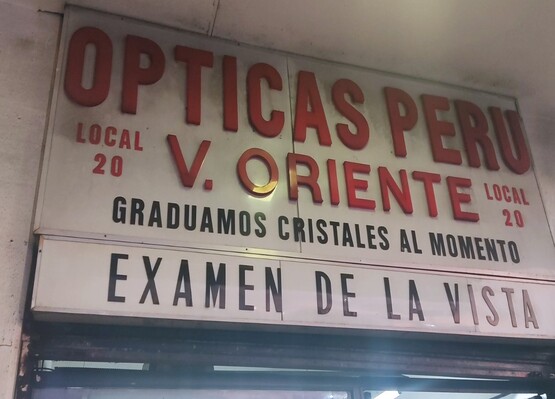 OPTICAS PERU
LOCAL 20
V. ORIENTE
LOCAL 20
GRADUAMOS CRISTALES AL MOMENTO
EXAMEN DE LA VISTA